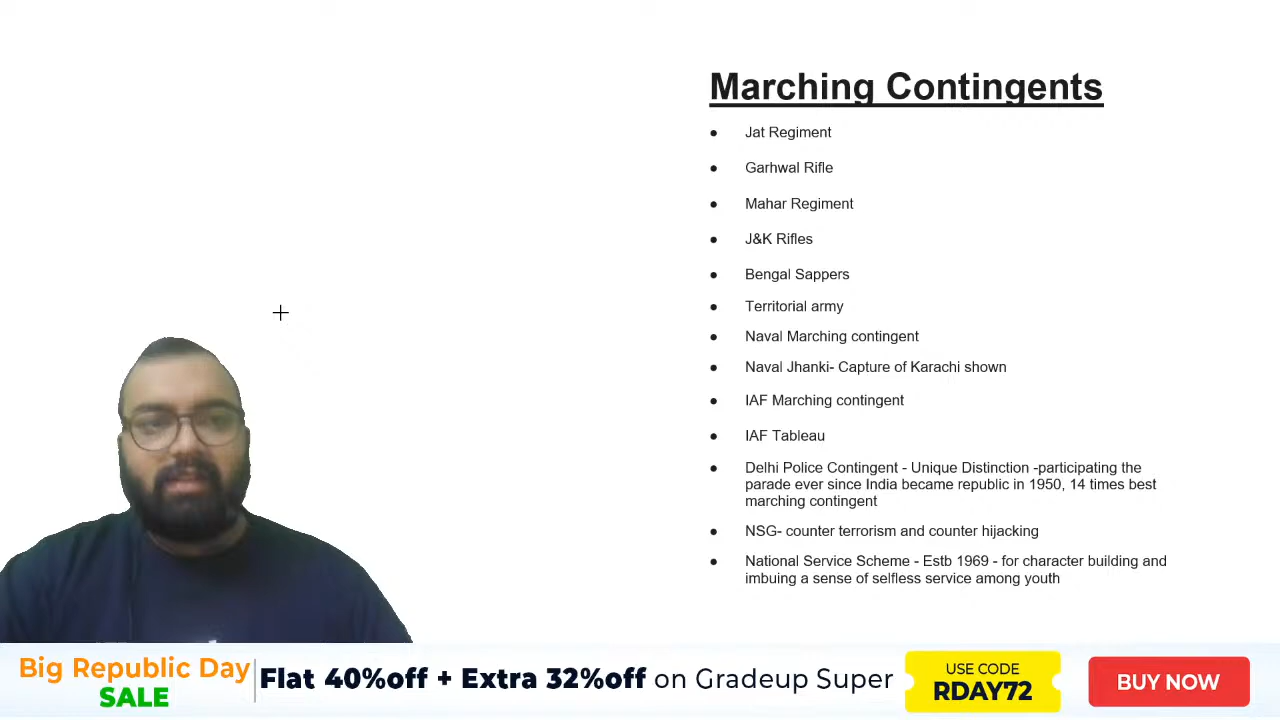 Marching Contingents
● Jat Regiment
● Garhwal Rifle
● Mahar Regiment
● J&K Rifles
● Bengal Sappers
● Territorial army
● Naval Marching contingent
● Naval Jhanki- Capture of Karachi shown
● IAF Marching contingent
● IAF Tableau
● Delhi Police Contingent - Unique Distinction -participating the
parade ever since India became republic in 1950, 14 times best
marching contingent
● NSG- counter terrorism and counter hijacking
● National Service Scheme - Estb 1969 - for character building and
imbuing a sense of selfless service among youth
Big Republic Day
SALE
Flat 40%off + Extra 32%off on Gradeup Super
USE CODE
RDAY72
BUY NOW